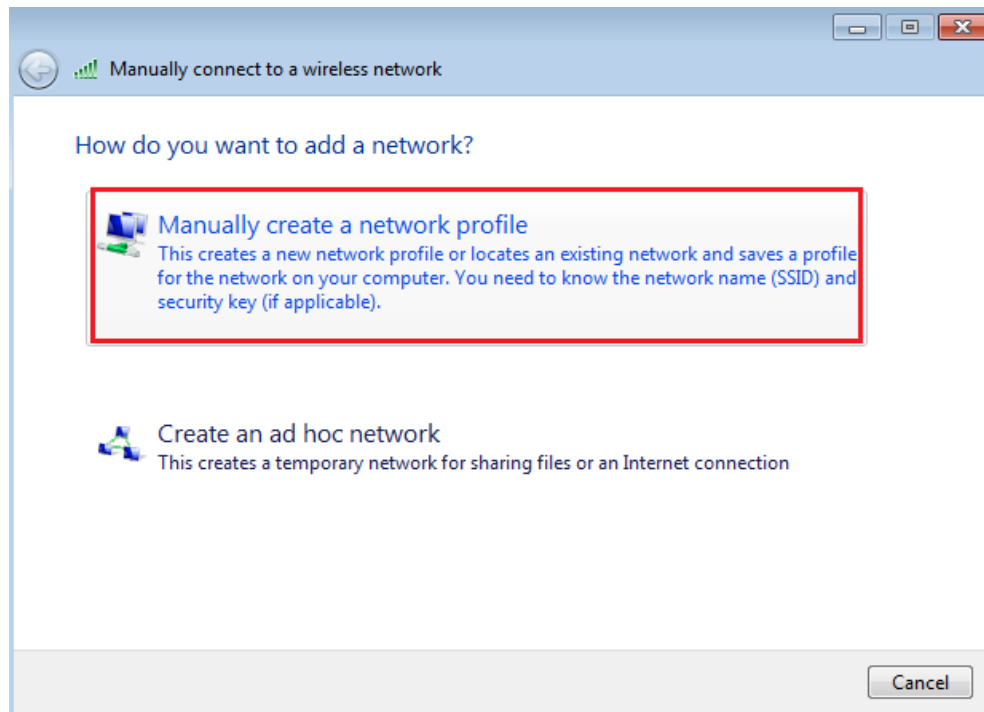 Manually connect to a wireless network
How do you want to add a network?
Manually create a network profile
This creates a new network profile or locates an existing network and saves a profile
for the network on your computer. You need to know the network name (SSID) and
security key (if applicable).
Create an ad hoc network
This creates a temporary network for sharing files or an Internet connection
Cancel